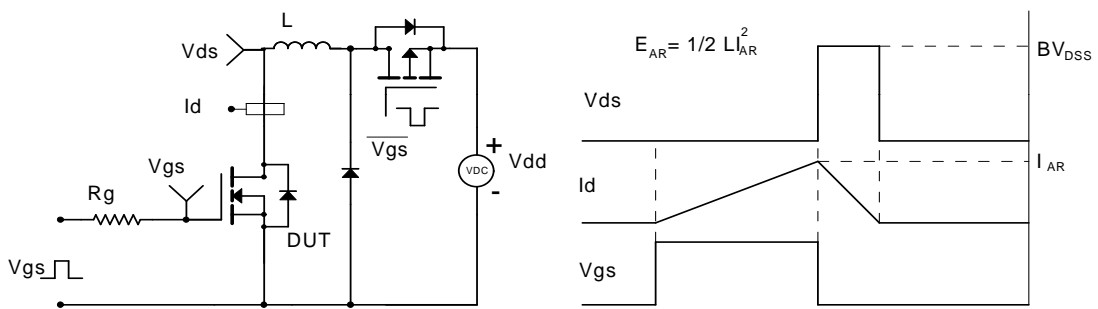 L
Vds
Id
Vgs
Vgs
+
VDC
Vdd
-
Rg
DUT
Vgs
E_AR = 1/2 LI²_AR
BV_DSS
Vds
I_AR
Id
Vgs